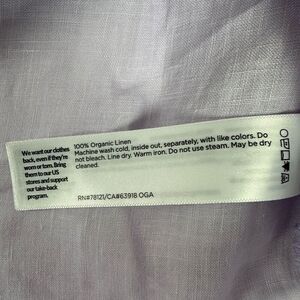 We want our clothes
back, even if they're
worn or torn. Bring
them to our US
stores and support
our take-back
program.
100% Organic Linen
Machine wash cold, inside out, separately, with like colors. Do
not bleach. Line dry. Warm iron. Do not use steam. May be dry
cleaned.
RN#78121/CA#63918 OGA